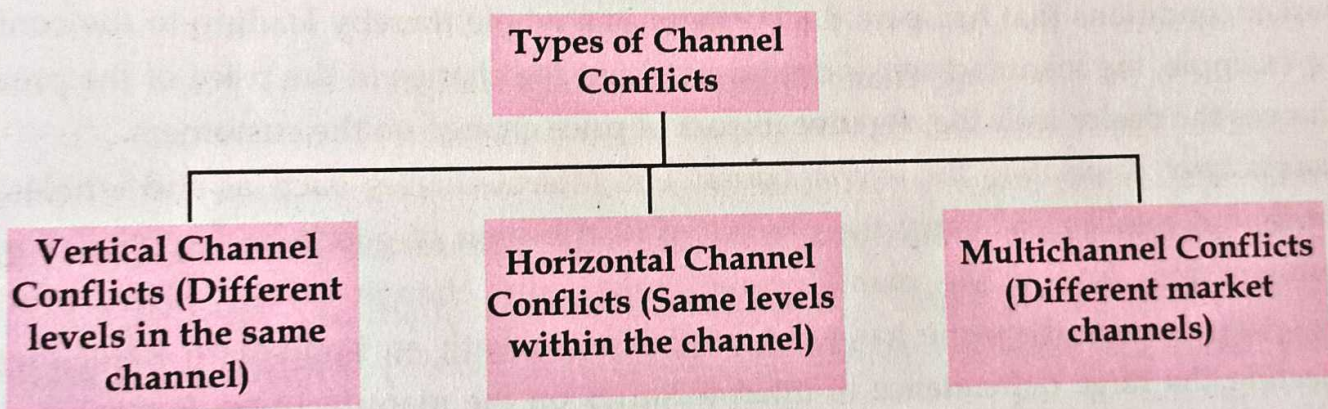 Types of Channel
Conflicts
Vertical Channel
Conflicts (Different
levels in the same
channel)
Horizontal Channel
Conflicts (Same levels
within the channel)
Multichannel Conflicts
(Different market
channels)